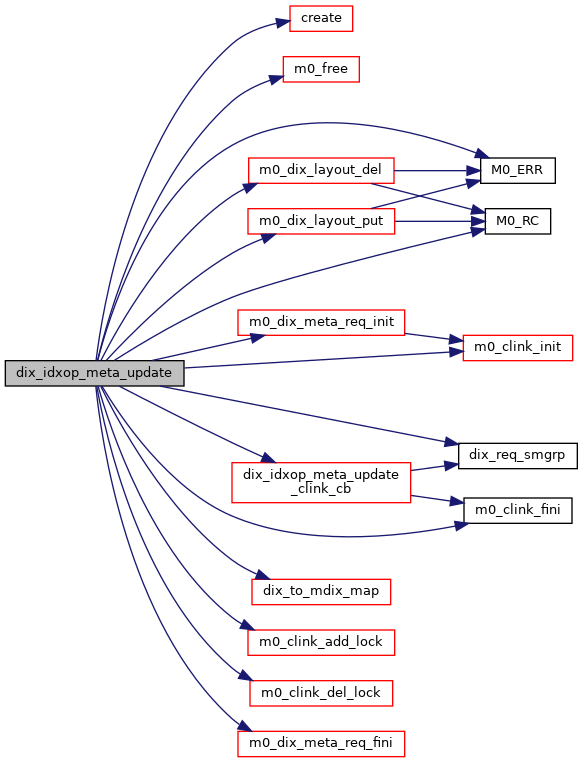 create
m0_free
m0_dix_layout_del
M0_ERR
m0_dix_layout_put
M0_RC
m0_dix_meta_req_init
m0_clink_init
dix_idxop_meta_update
dix_req_smgrp
dix_idxop_meta_update
_clink_cb
m0_clink_fini
dix_to_mdix_map
m0_clink_add_lock
m0_clink_del_lock
m0_dix_meta_req_fini